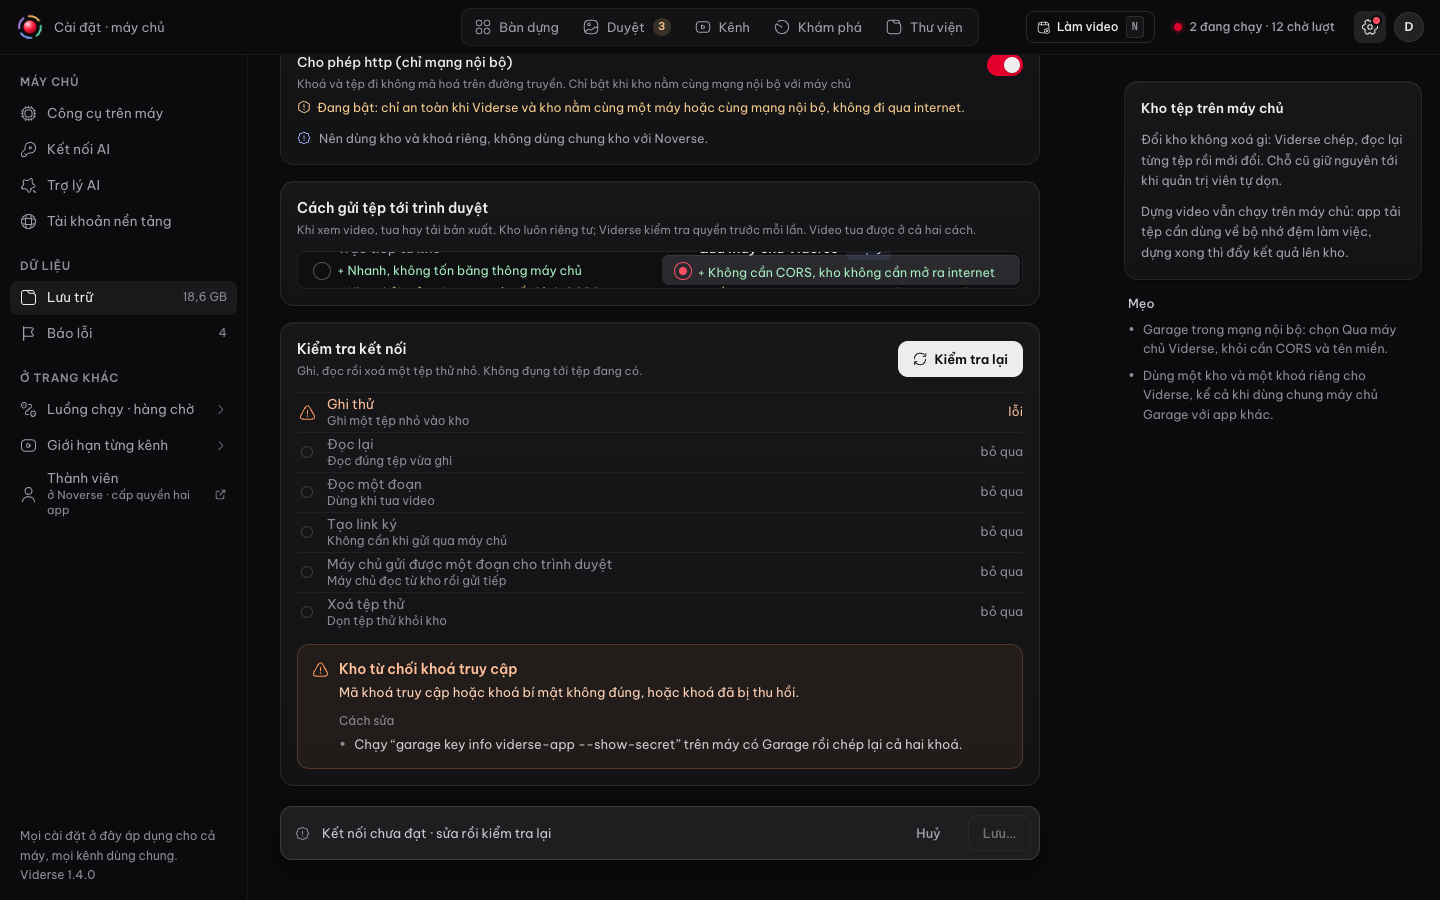 Cài đặt · máy chủ
Bàn dựng
Duyệt 3
Kênh
Khám phá
Thư viện
Làm video N
2 đang chạy · 12 chờ lượt
D
MÁY CHỦ
Công cụ trên máy
Kết nối AI
Trợ lý AI
Tài khoản nền tảng
DỮ LIỆU
Lưu trữ 18,6 GB
Báo lỗi 4
Ở TRANG KHÁC
Luồng chạy · hàng chờ
Giới hạn từng kênh
Thành viên
ở Noverse · cấp quyền hai
app
Mọi cài đặt ở đây áp dụng cho cả
máy, mọi kênh dùng chung.
Viderse 1.4.0
Cho phép http (chỉ mạng nội bộ)
Khoá và tệp đi không mã hoá trên đường truyền. Chỉ bật khi kho nằm cùng mạng nội bộ với máy chủ
Đang bật: chỉ an toàn khi Viderse và kho nằm cùng một máy hoặc cùng mạng nội bộ, không đi qua internet.
Nên dùng kho và khoá riêng, không dùng chung kho với Noverse.
Cách gửi tệp tới trình duyệt
Khi xem video, tua hay tải bản xuất. Kho luôn riêng tư; Viderse kiểm tra quyền trước mỗi lần. Video tua được ở cả hai cách.
+ Nhanh, không tốn băng thông máy chủ
+ Không cần CORS, kho không cần mở ra internet
Kiểm tra kết nối
Ghi, đọc rồi xoá một tệp thử nhỏ. Không đụng tới tệp đang có.
Kiểm tra lại
Ghi thử
Ghi một tệp nhỏ vào kho
lỗi
Đọc lại
Đọc đúng tệp vừa ghi
bỏ qua
Đọc một đoạn
Dùng khi tua video
bỏ qua
Tạo link ký
Không cần khi gửi qua máy chủ
bỏ qua
Máy chủ gửi được một đoạn cho trình duyệt
Máy chủ đọc từ kho rồi gửi tiếp
bỏ qua
Xoá tệp thử
Dọn tệp thử khỏi kho
bỏ qua
Kho từ chối khoá truy cập
Mã khoá truy cập hoặc khoá bí mật không đúng, hoặc khoá đã bị thu hồi.
Cách sửa
• Chạy “garage key info viderse-app --show-secret” trên máy có Garage rồi chép lại cả hai khoá.
Kết nối chưa đạt · sửa rồi kiểm tra lại
Huỷ
Lưu...
Kho tệp trên máy chủ
Đổi kho không xoá gì: Viderse chép, đọc lại
từng tệp rồi mới đổi. Chỗ cũ giữ nguyên tới
khi quản trị viên tự dọn.
Dựng video vẫn chạy trên máy chủ: app tải
tệp cần dùng về bộ nhớ đệm làm việc,
dựng xong thì đẩy kết quả lên kho.
Mẹo
• Garage trong mạng nội bộ: chọn Qua máy
chủ Viderse, khỏi cần CORS và tên miền.
• Dùng một kho và một khoá riêng cho
Viderse, kể cả khi dùng chung máy chủ
Garage với app khác.